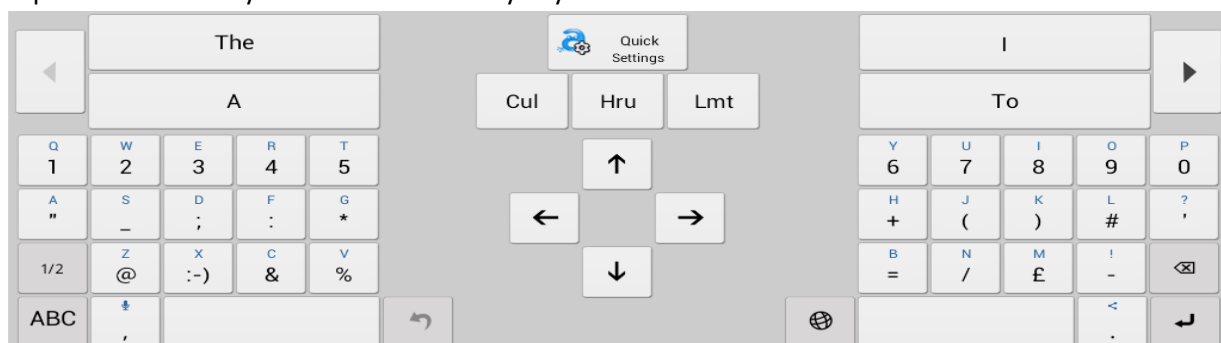 The
Quick
Settings
I
A
Cul Hru Lmt
To
Q W E R T Y U I O P
1 2 3 4 5 ↑ 6 7 8 9 0
A S D F G H J K L ?
" _ ; : * ← → + ( ) # '
Z X C V B N M !
1/2 @ :-) & % ↓ = / £ -
ABC , .